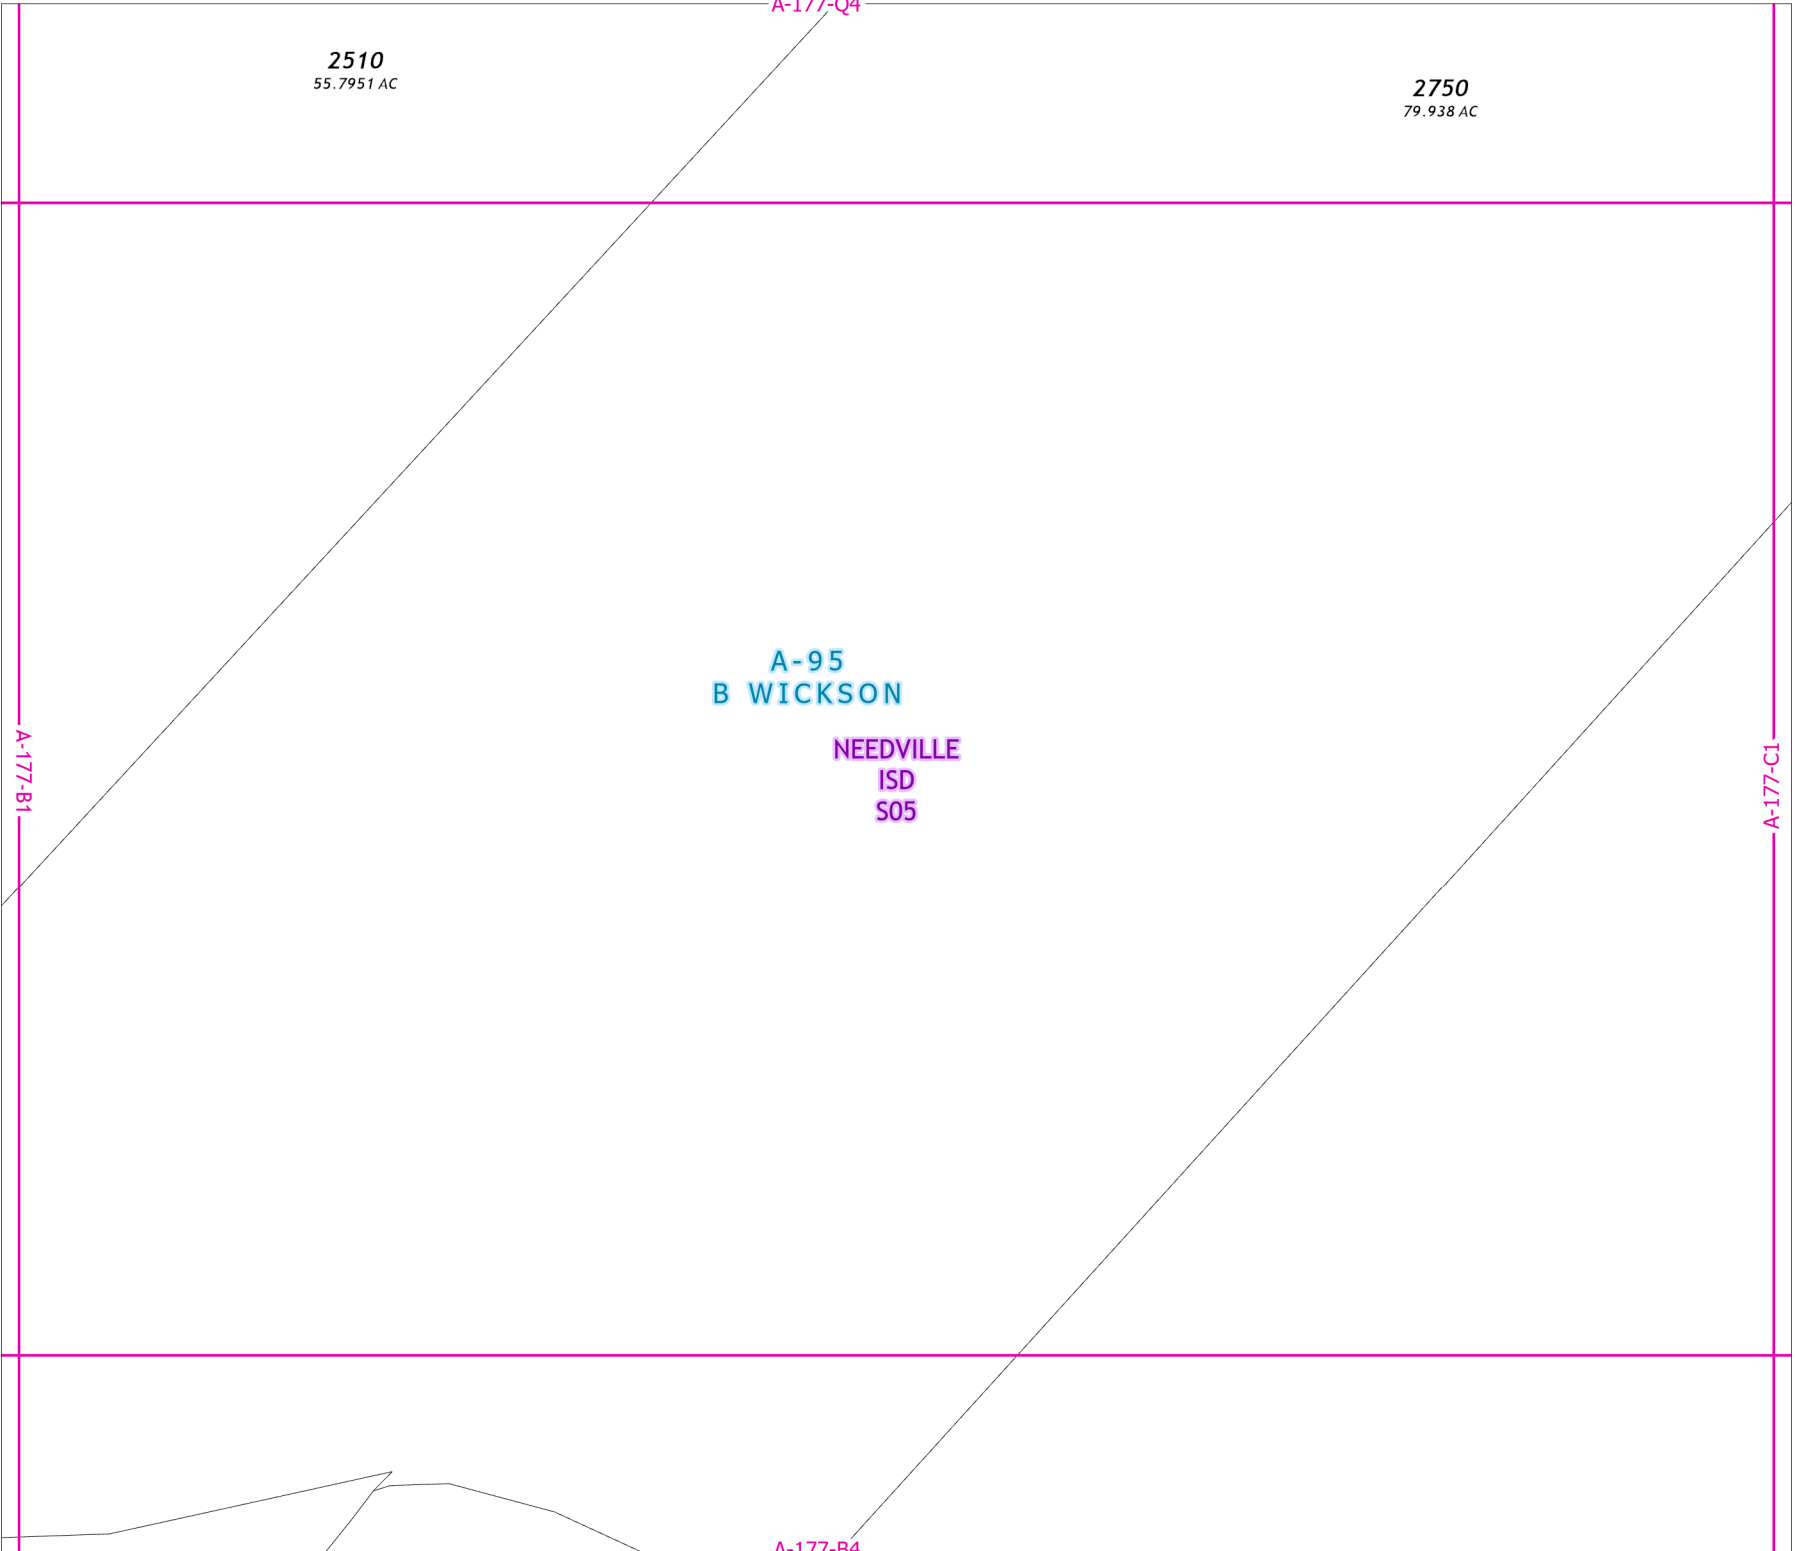 A-177-Q4
2510
55.7951 AC
2750
79.938 AC
A-95
B WICKSON
NEEDVILLE
ISD
S05
A-177-B1
A-177-C1
A-177-B4